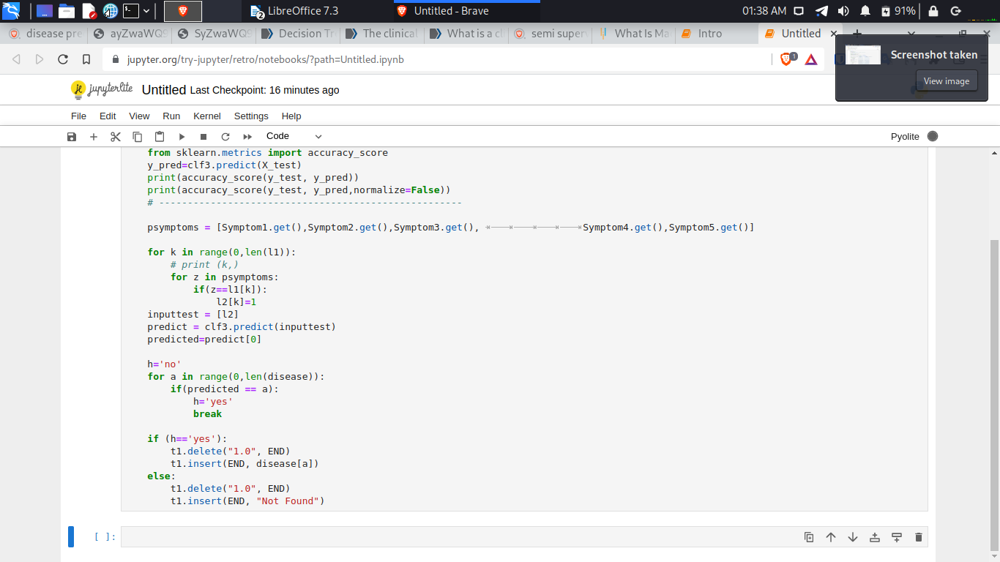 LibreOffice 7.3
2
Untitled - Brave
01:38 AM
91%
disease pre
ayZwaWQS
SyZwaWQS
Decision Tr
The clinical
What is a cl
semi super
What Is Ma
Intro
Untitled
jupyter.org/try-jupyter/retro/notebooks/?path=Untitled.ipynb
1
Screenshot taken
View image
jupyterlite
Untitled Last Checkpoint: 16 minutes ago
File Edit View Run Kernel Settings Help
Code
Pyolite
from sklearn.metrics import accuracy_score
y_pred=clf3.predict(X_test)
print(accuracy_score(y_test, y_pred))
print(accuracy_score(y_test, y_pred,normalize=False))
# -----------------------------------------------------
psymptoms = [Symptom1.get(),Symptom2.get(),Symptom3.get(), Symptom4.get(),Symptom5.get()]
for k in range(0,len(l1)):
# print (k,)
for z in psymptoms:
if(z==l1[k]):
l2[k]=1
inputtest = [l2]
predict = clf3.predict(inputtest)
predicted=predict[0]
h='no'
for a in range(0,len(disease)):
if(predicted == a):
h='yes'
break
if (h=='yes'):
t1.delete("1.0", END)
t1.insert(END, disease[a])
else:
t1.delete("1.0", END)
t1.insert(END, "Not Found")
[ ]: